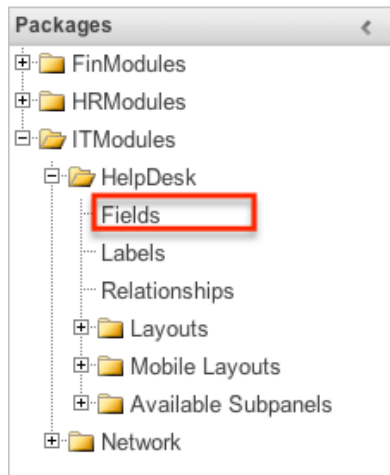 Packages
FinModules
HRModules
ITModules
HelpDesk
Fields
Labels
Relationships
Layouts
Mobile Layouts
Available Subpanels
Network